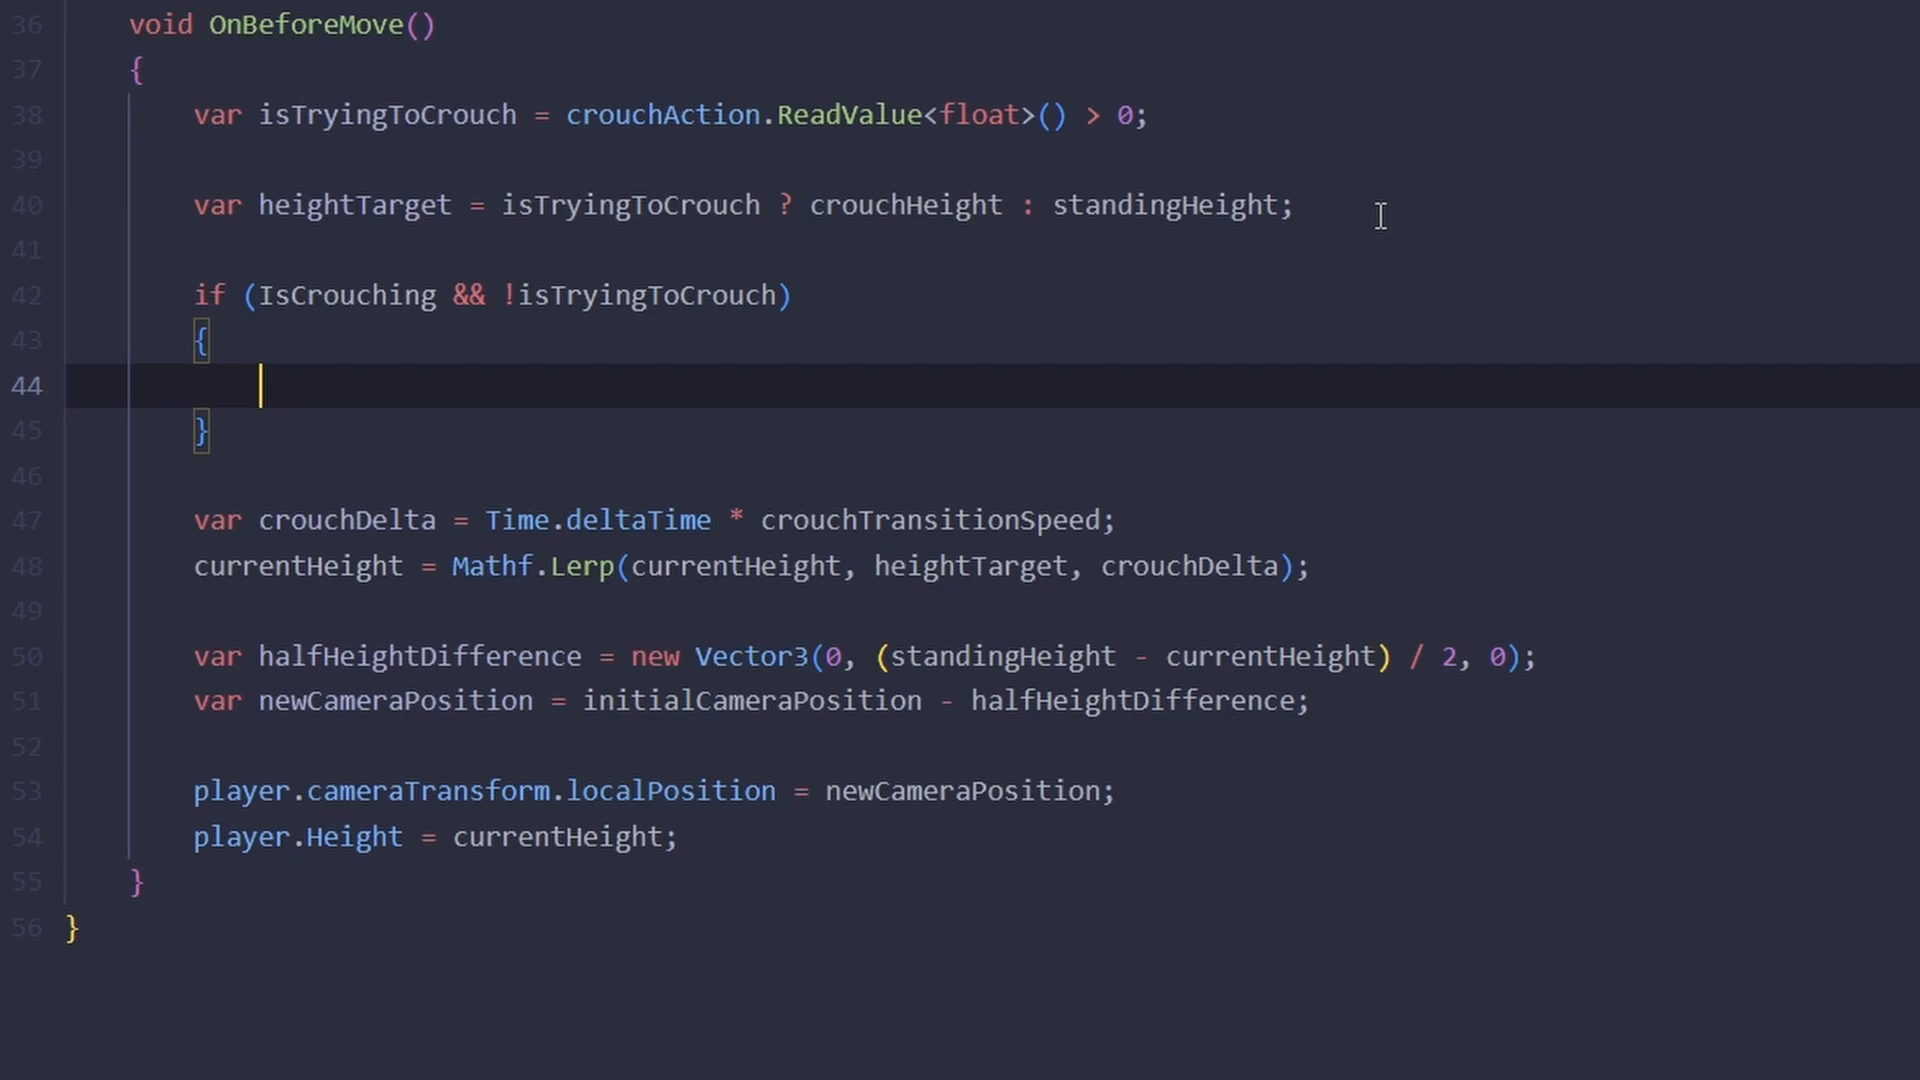 36 void OnBeforeMove()
37 {
38 var isTryingToCrouch = crouchAction.ReadValue<float>() > 0;
39
40 var heightTarget = isTryingToCrouch ? crouchHeight : standingHeight;
41
42 if (IsCrouching && !isTryingToCrouch)
43 {
44
45 }
46
47 var crouchDelta = Time.deltaTime * crouchTransitionSpeed;
48 currentHeight = Mathf.Lerp(currentHeight, heightTarget, crouchDelta);
49
50 var halfHeightDifference = new Vector3(0, (standingHeight - currentHeight) / 2, 0);
51 var newCameraPosition = initialCameraPosition - halfHeightDifference;
52
53 player.cameraTransform.localPosition = newCameraPosition;
54 player.Height = currentHeight;
55 }
56 }